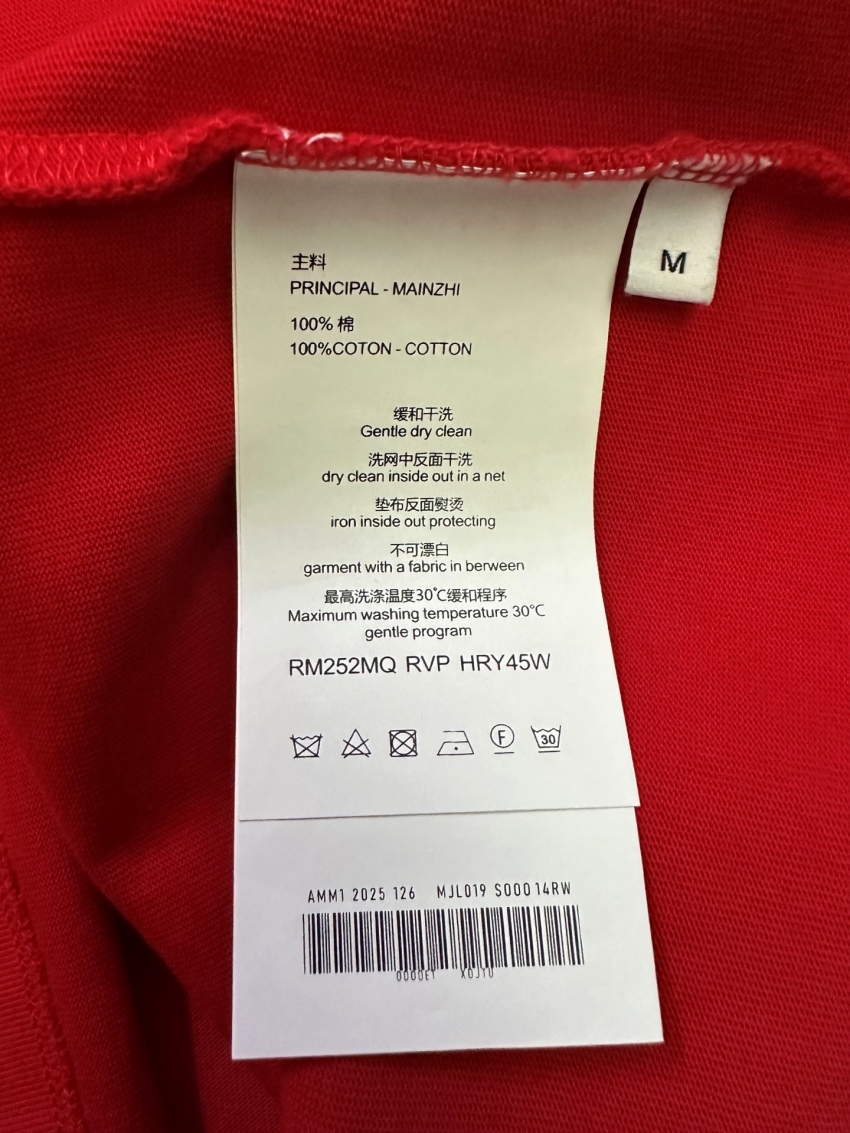 主料
PRINCIPAL - MAINZHI
100% 棉
100%COTON - COTTON
缓和干洗
Gentle dry clean
洗网中反面干洗
dry clean inside out in a net
垫布反面熨烫
iron inside out protecting
不可漂白
garment with a fabric in berween
最高洗涤温度30℃缓和程序
Maximum washing temperature 30℃
gentle program
RM252MQ RVP HRY45W
F
30
AMM1 2025 126 MJL019 S000 14RW
M